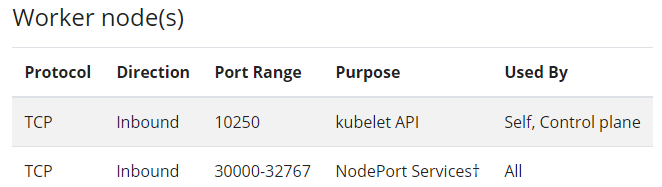 Worker node(s)
Protocol Direction Port Range Purpose Used By
TCP Inbound 10250 kubelet API Self, Control plane
TCP Inbound 30000-32767 NodePort Services† All